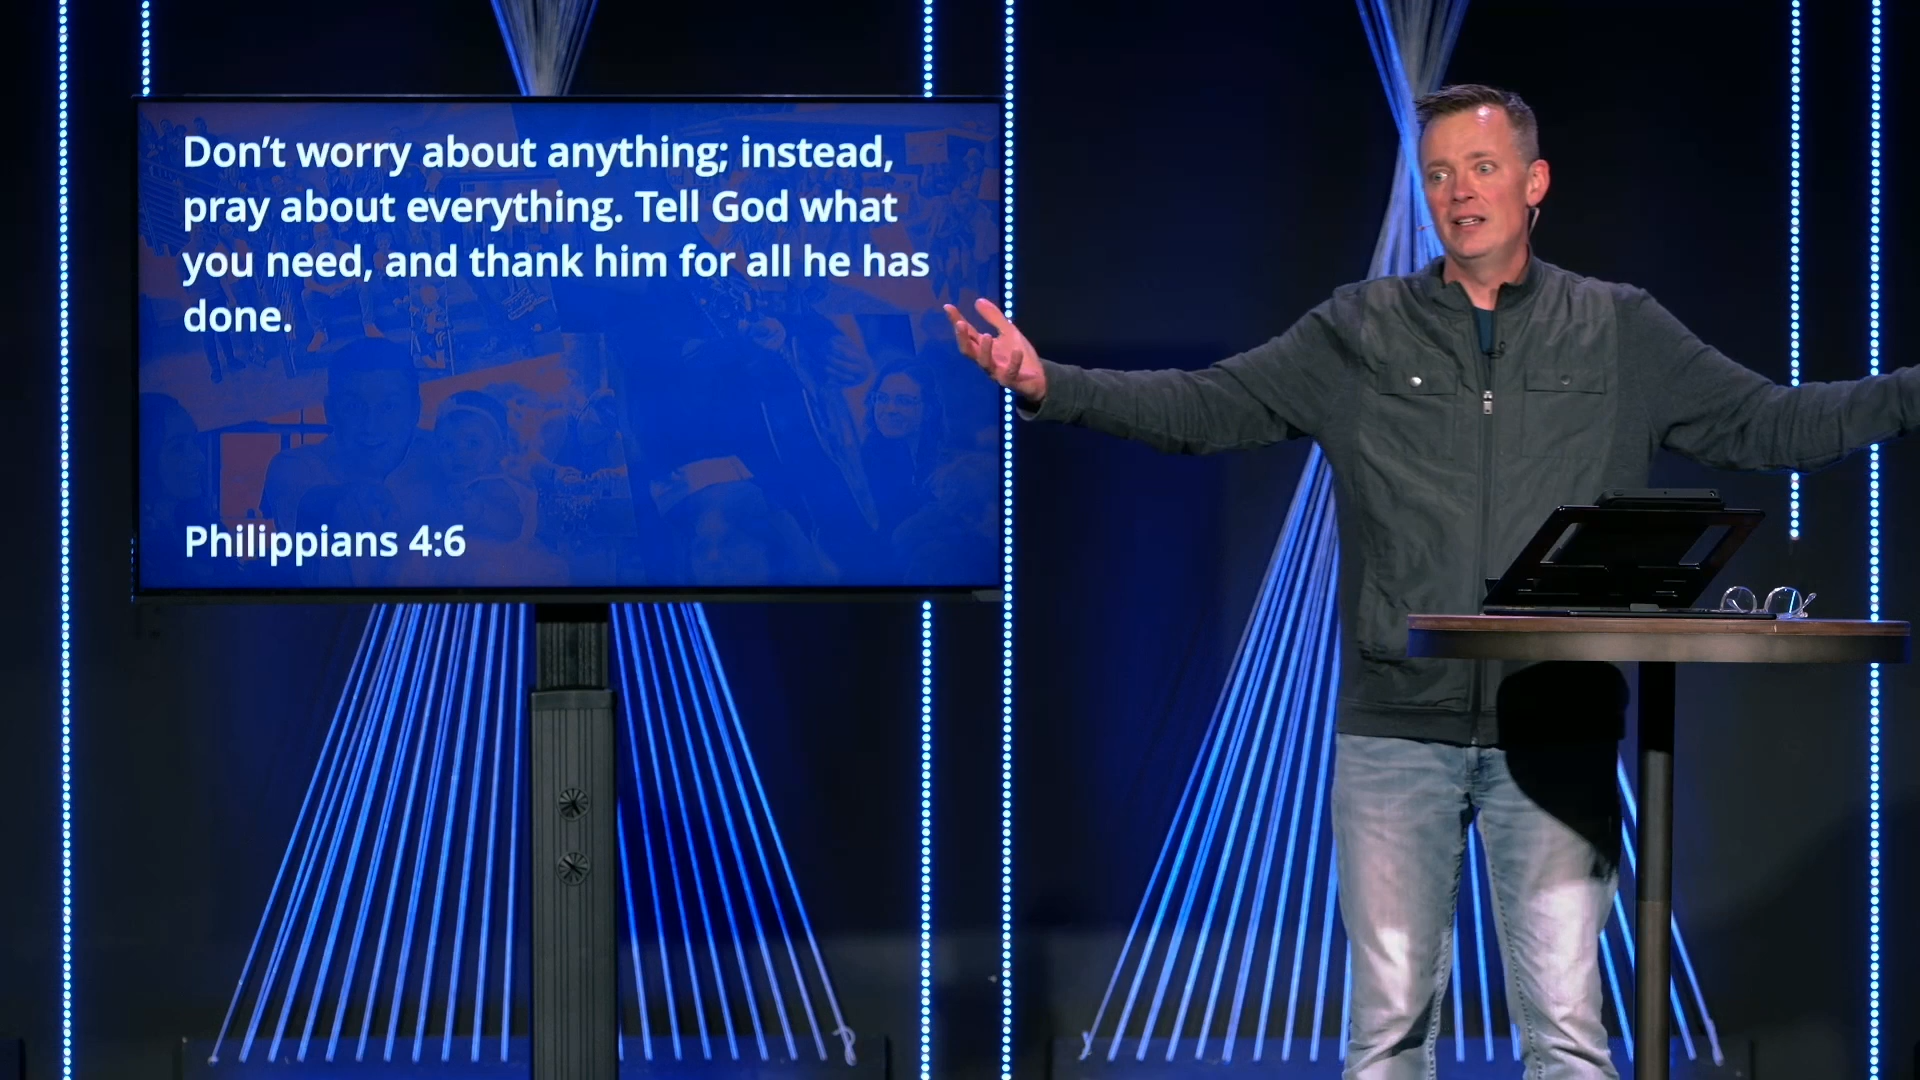 Don’t worry about anything; instead,
pray about everything. Tell God what
you need, and thank him for all he has
done.
Philippians 4:6